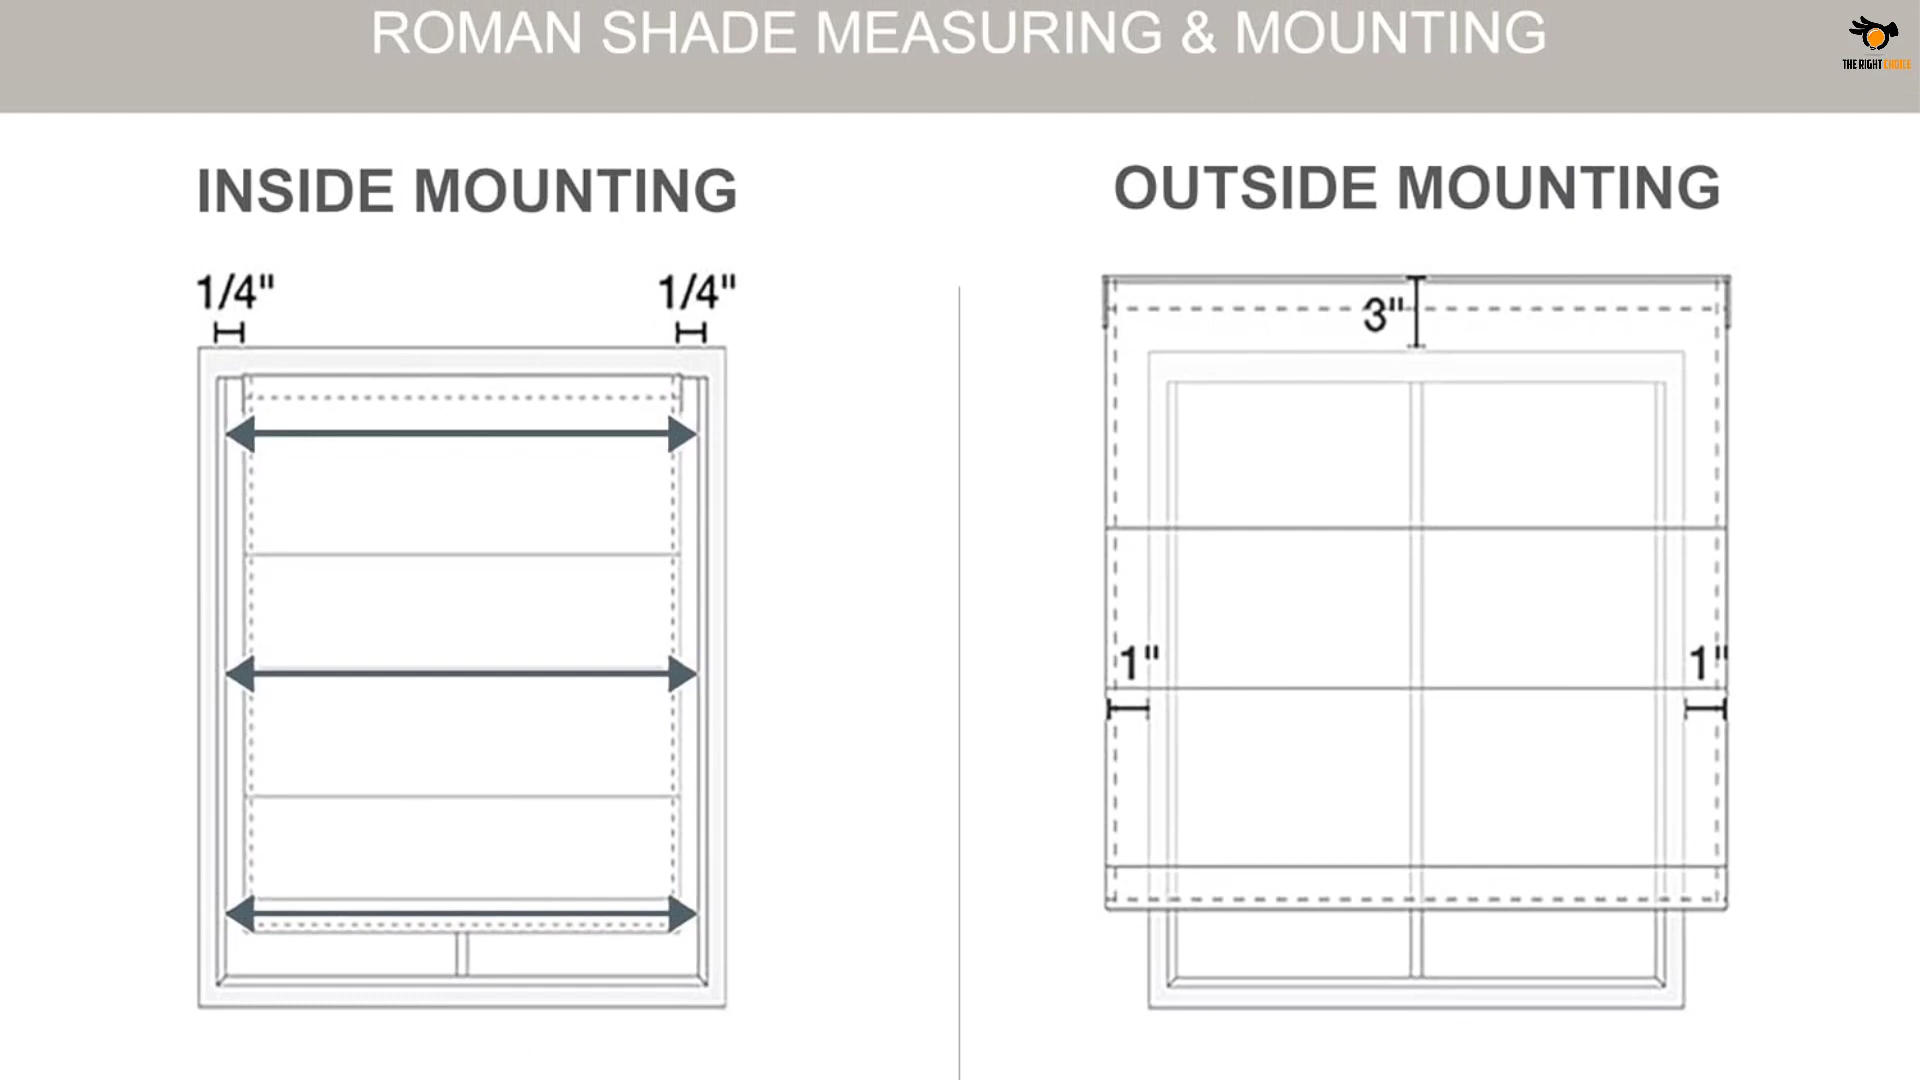 ROMAN SHADE MEASURING & MOUNTING
THE RIGHT CHOICE
INSIDE MOUNTING
1/4" 1/4"
OUTSIDE MOUNTING
3"
1" 1"